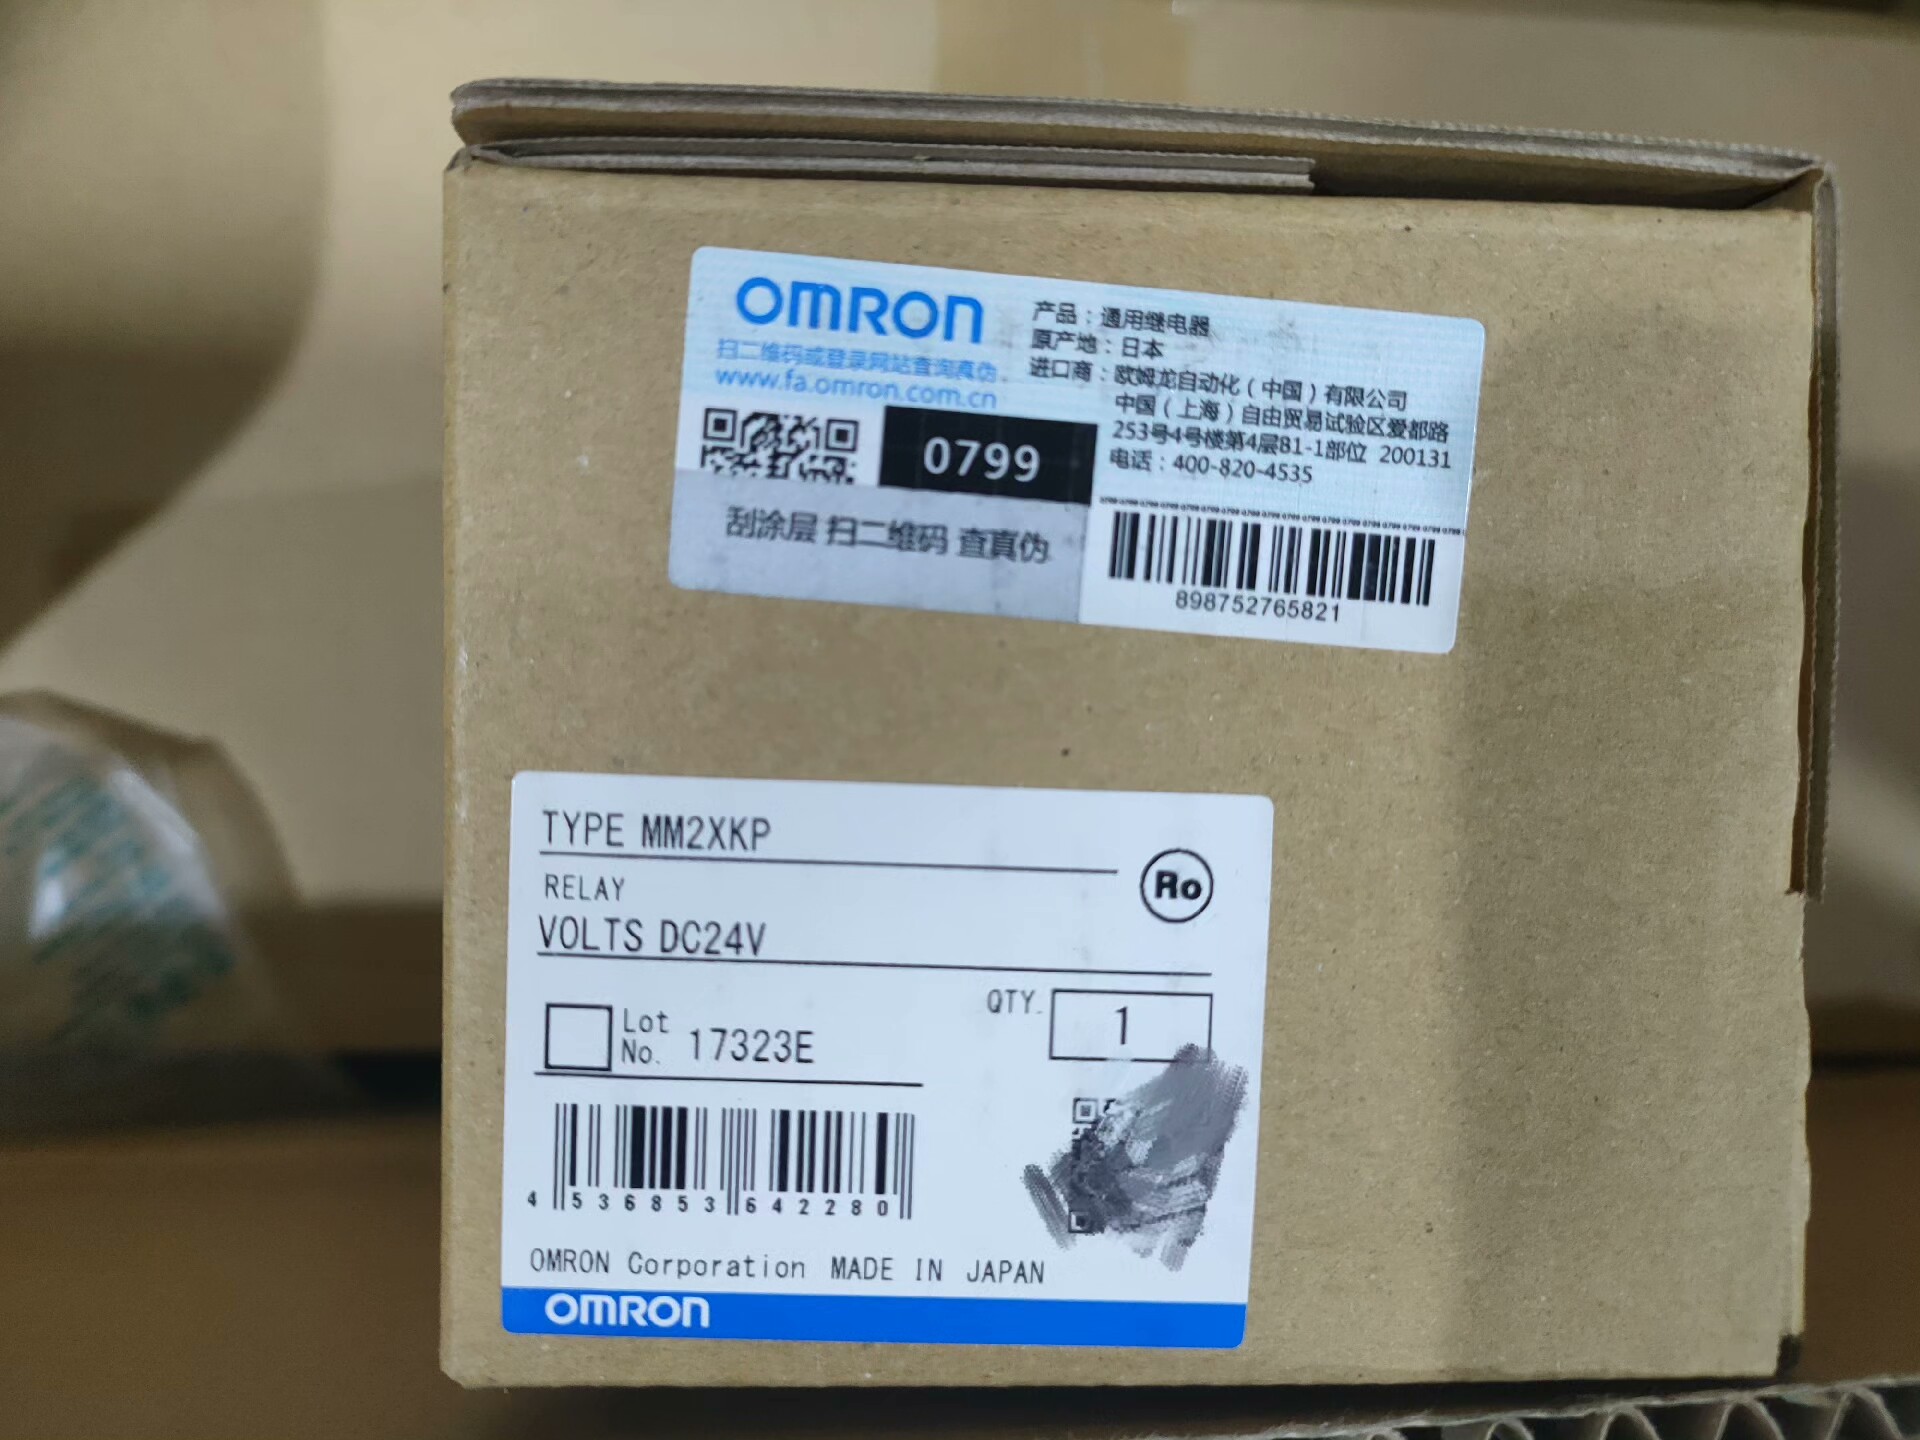 OMRON
扫二维码或登录网站查询真伪
www.fa.omron.com.cn
0799
刮涂层 扫二维码 查真伪
产品：通用继电器
原产地：日本
进口商：欧姆龙自动化（中国）有限公司
中国（上海）自由贸易试验区爱都路
253号4号楼第4层81-1部位 200131
电话：400-820-4535
898752765821
TYPE MM2XKP
Ro
RELAY
VOLTS DC24V
QTY. 1
Lot No. 17323E
4 536853 642280
OMRON Corporation MADE IN JAPAN
OMRON